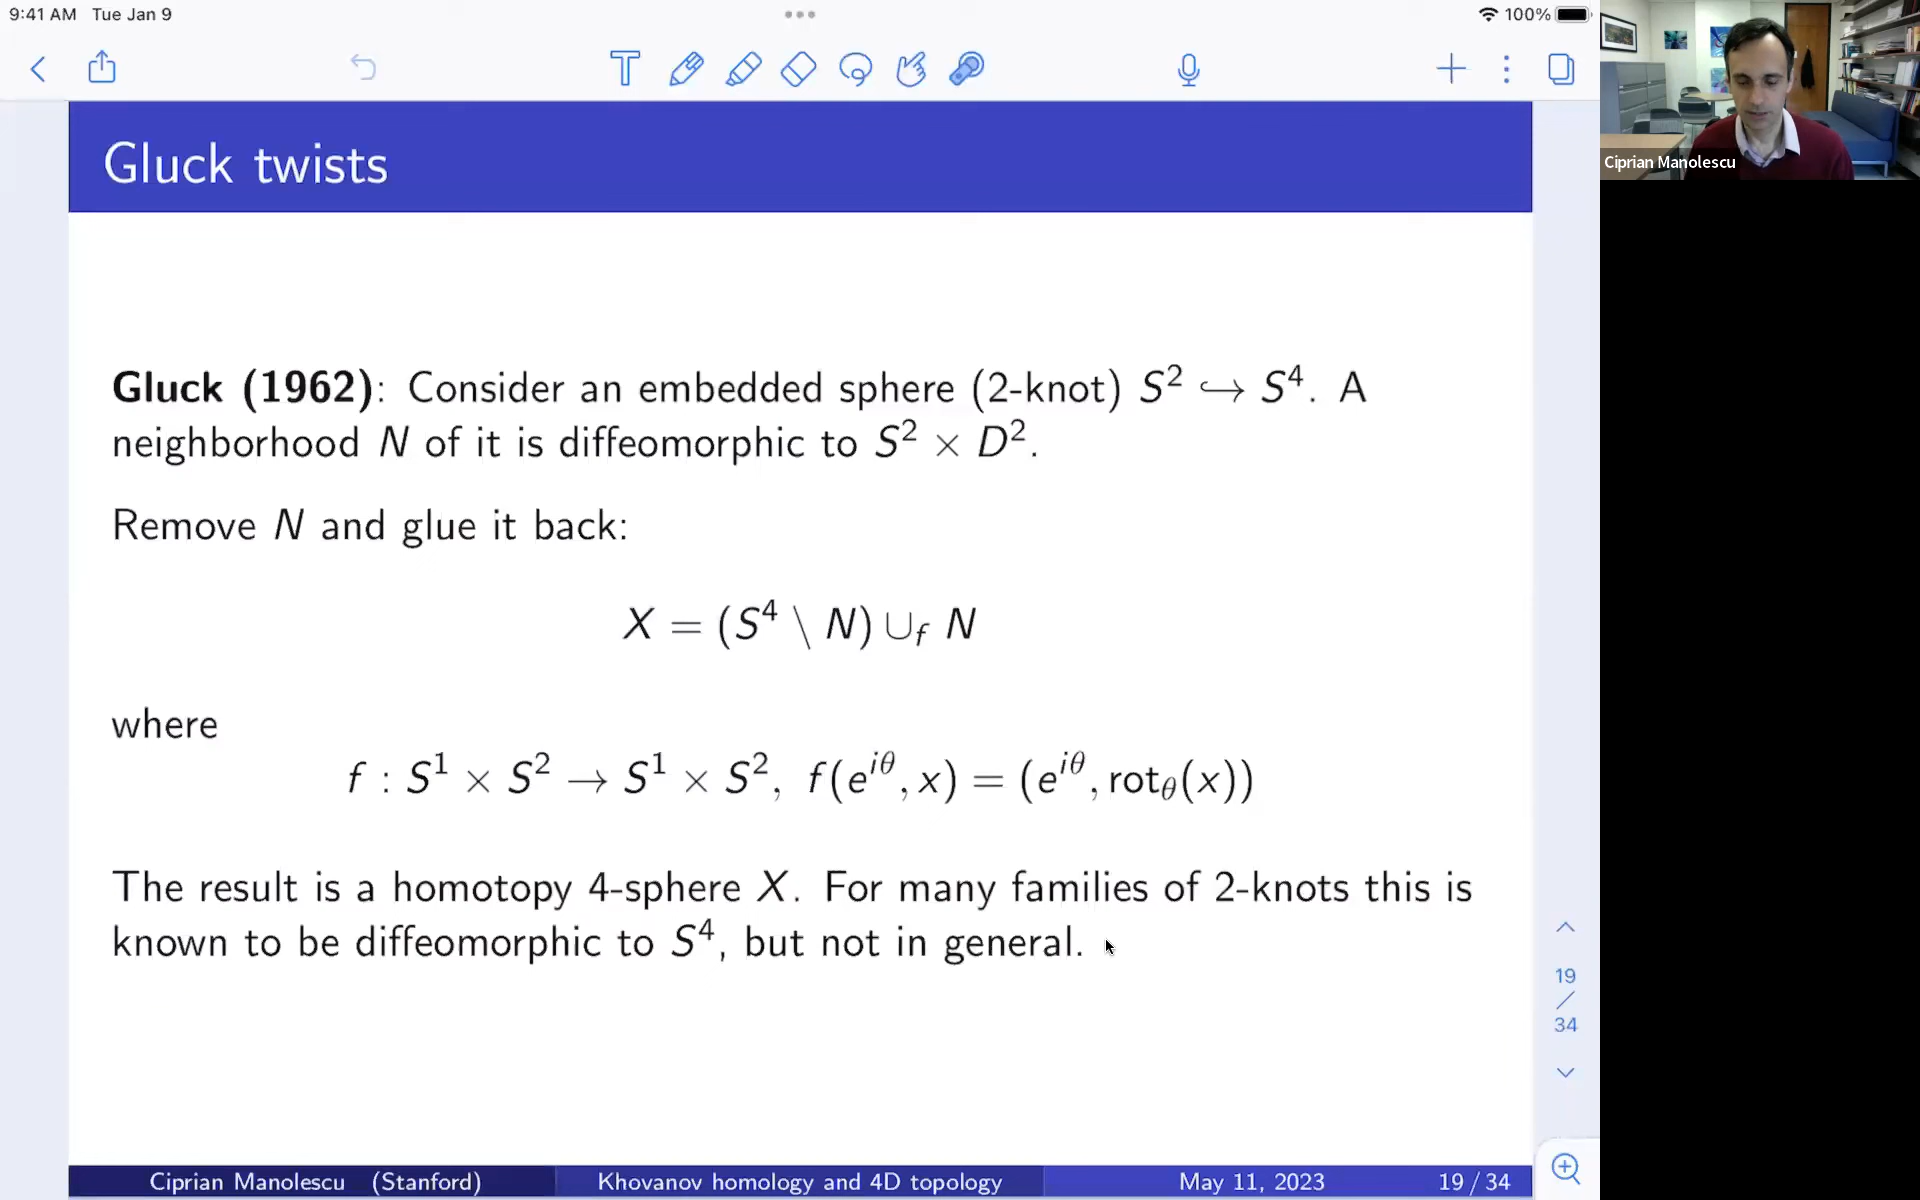 9:41 AM Tue Jan 9
100%
Gluck twists
Ciprian Manolescu
Gluck (1962): Consider an embedded sphere (2-knot) S² ↪ S⁴. A
neighborhood N of it is diffeomorphic to S² × D².
Remove N and glue it back:
X = (S⁴ \ N) ∪_f N
where
f : S¹ × S² → S¹ × S², f(e^{iθ}, x) = (e^{iθ}, rot_θ(x))
The result is a homotopy 4-sphere X. For many families of 2-knots this is
known to be diffeomorphic to S⁴, but not in general.
19
/
34
Ciprian Manolescu (Stanford) Khovanov homology and 4D topology May 11, 2023 19 / 34